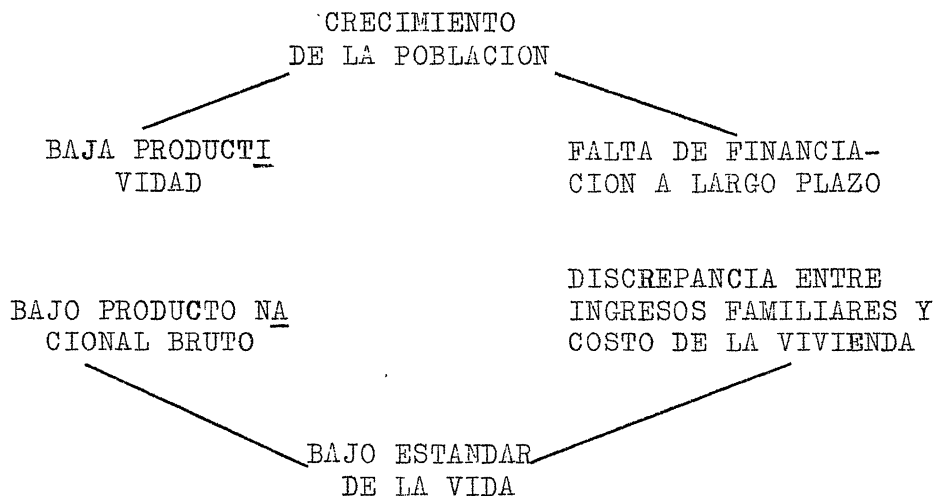 CRECIMIENTO
DE LA POBLACION
BAJA PRODUCTI
VIDAD
FALTA DE FINANCIA-
CION A LARGO PLAZO
BAJO PRODUCTO NA
CIONAL BRUTO
DISCREPANCIA ENTRE
INGRESOS FAMILIARES Y
COSTO DE LA VIVIENDA
BAJO ESTANDAR
DE LA VIDA